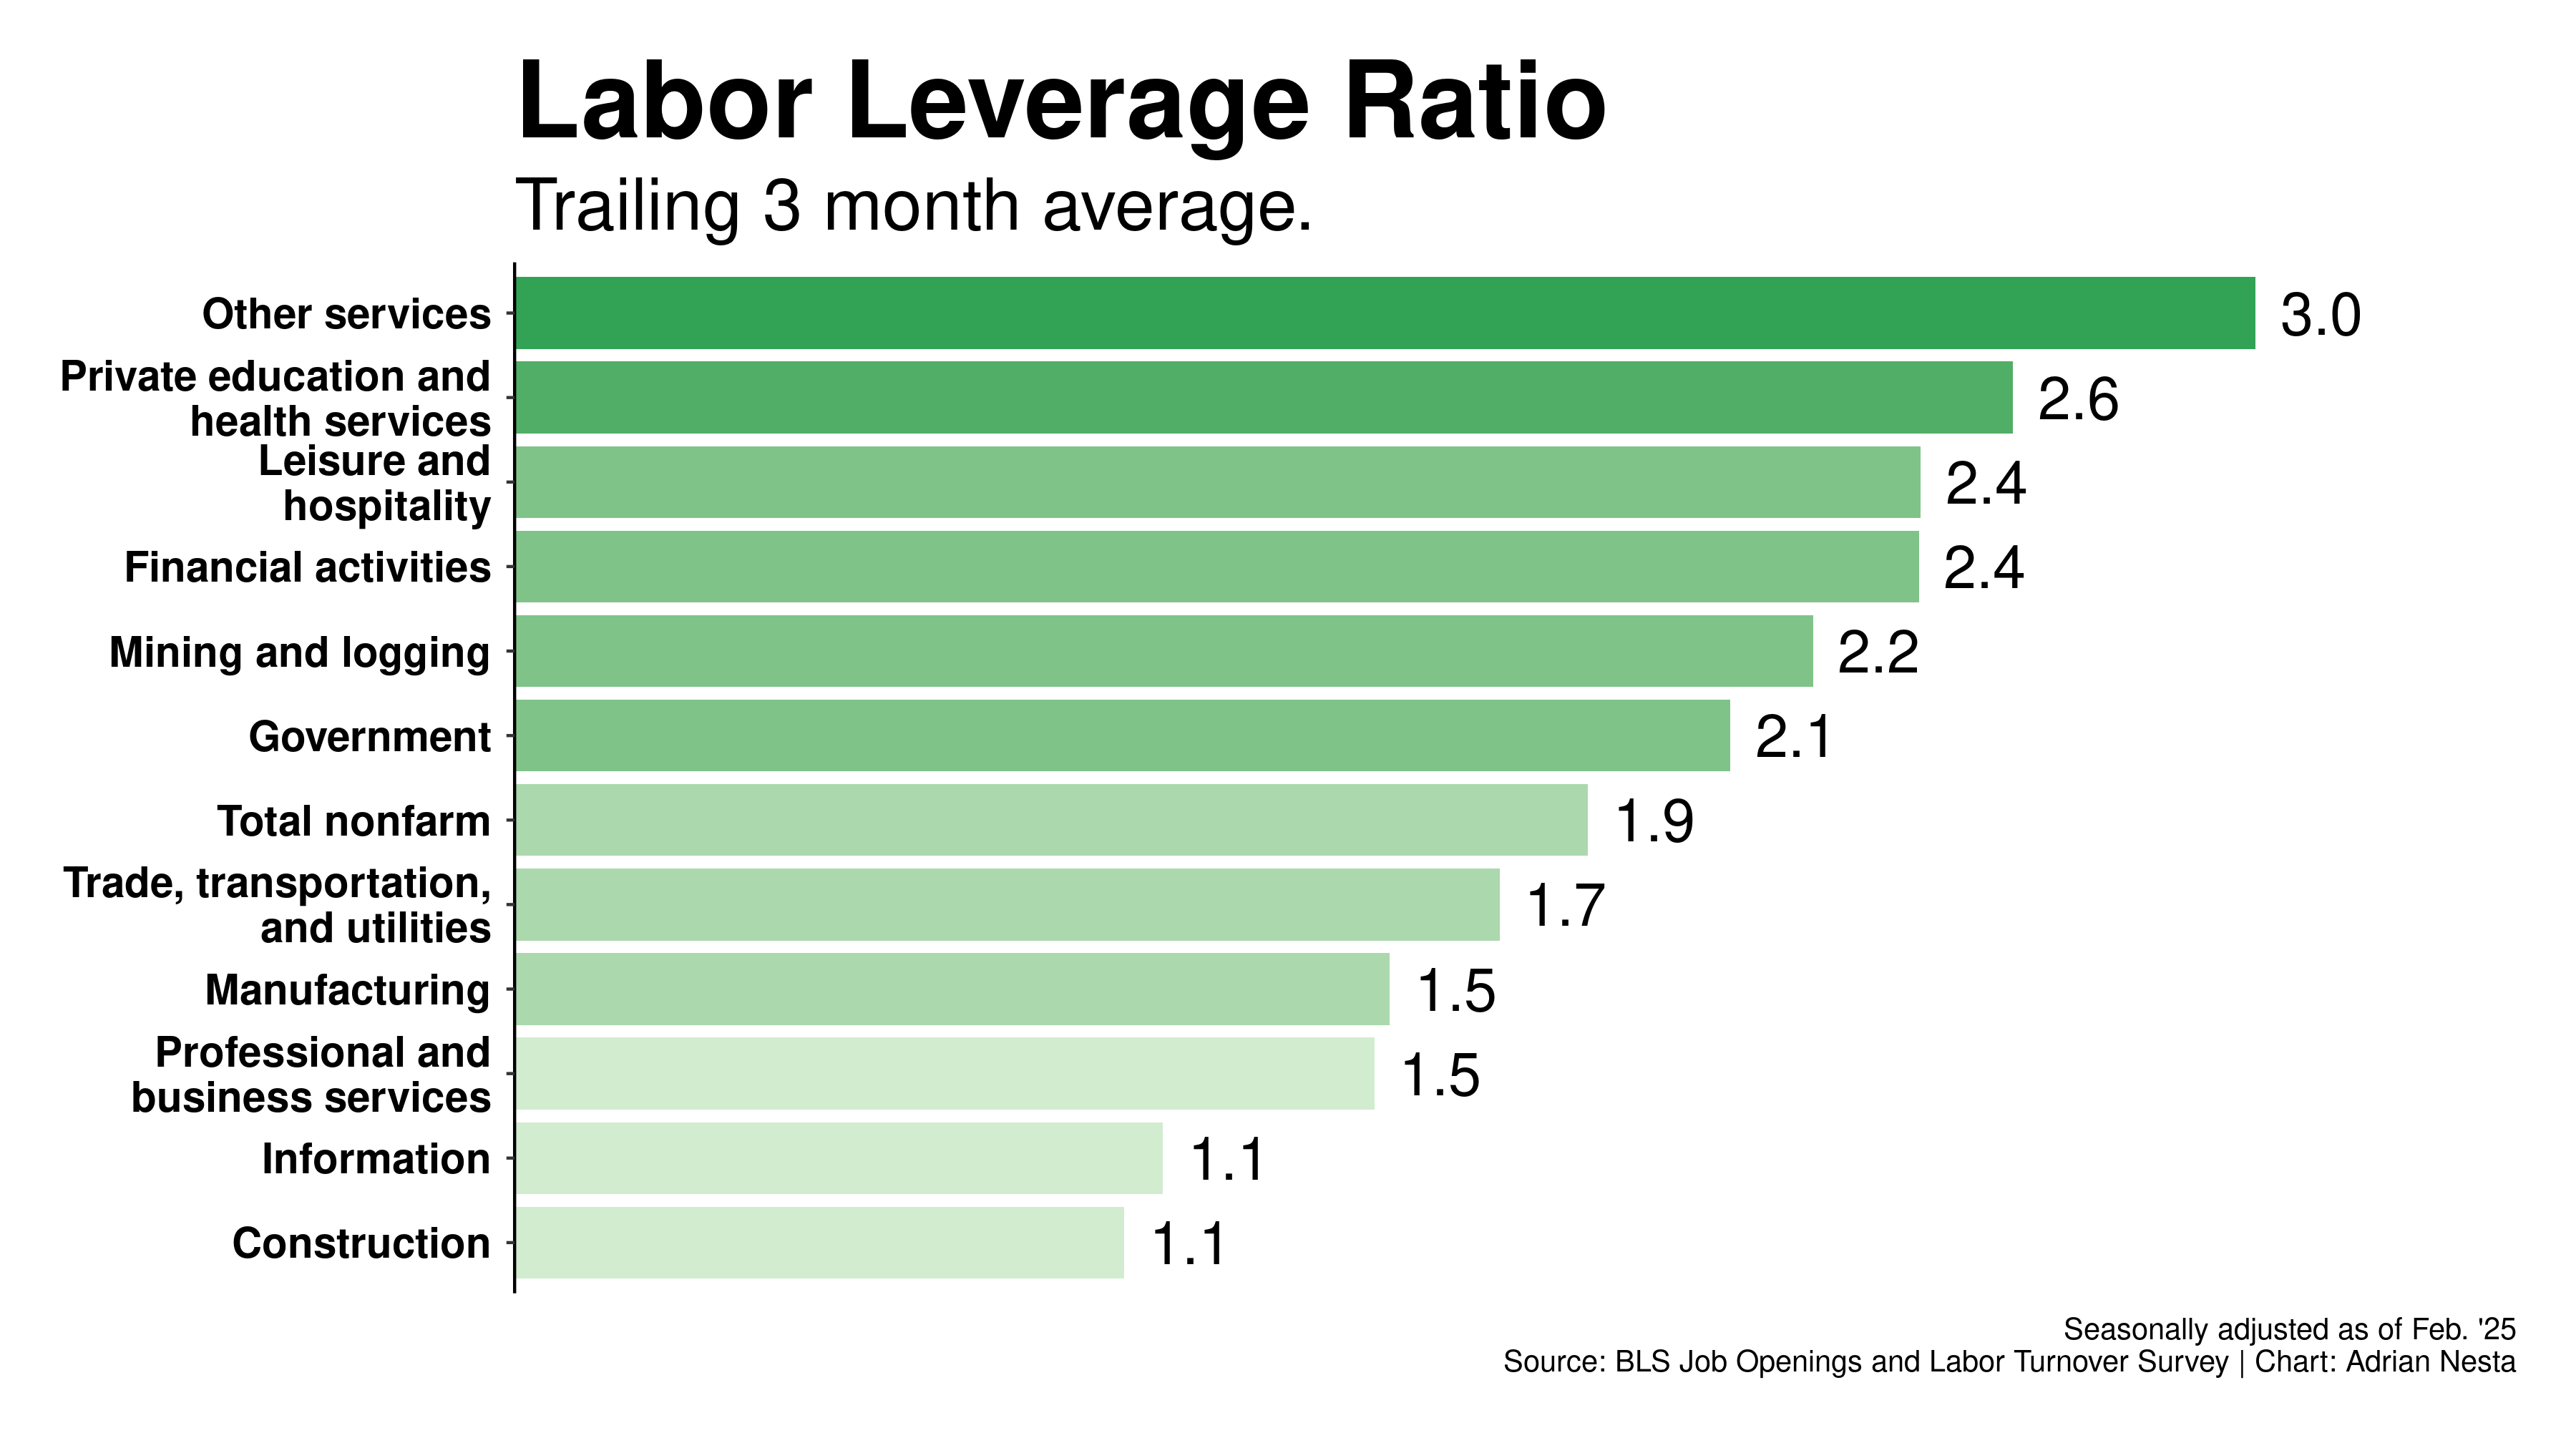 Labor Leverage Ratio
Trailing 3 month average.
Other services
3.0
Private education and
health services
2.6
Leisure and
hospitality
2.4
Financial activities
2.4
Mining and logging
2.2
Government
2.1
Total nonfarm
1.9
Trade, transportation,
and utilities
1.7
Manufacturing
1.5
Professional and
business services
1.5
Information
1.1
Construction
1.1
Seasonally adjusted as of Feb. '25
Source: BLS Job Openings and Labor Turnover Survey | Chart: Adrian Nesta